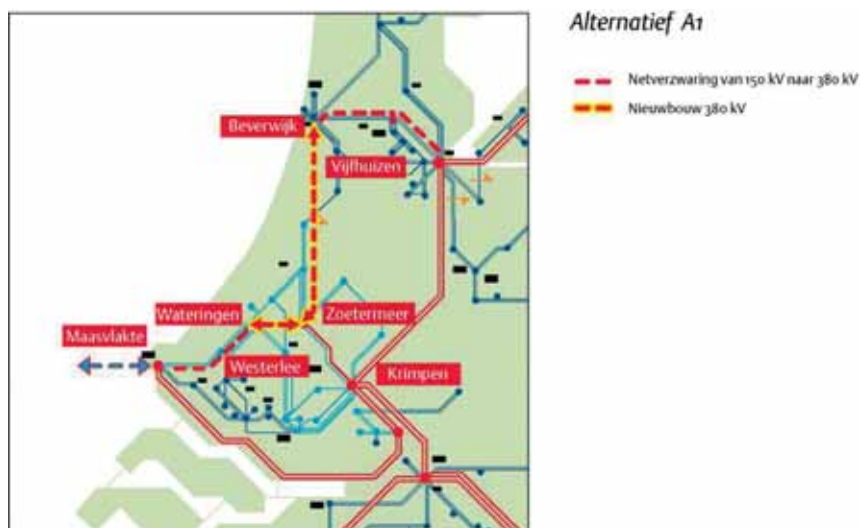 Alternatief A1
Netverzwaring van 150 kV naar 380 kV
Nieuwbouw 380 kV
Beverwijk
Vijfhuizen
Wateringen
Zoetermeer
Maasvlakte
Westerlee
Krimpen